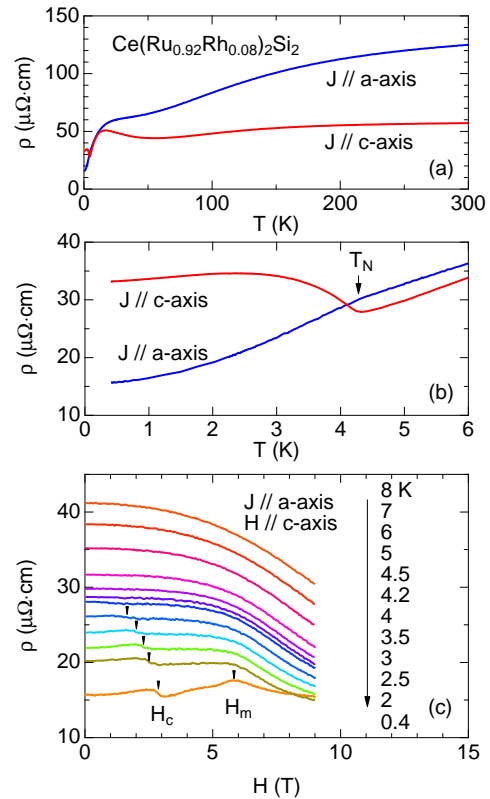 150
100
50
0
ρ (μΩ·cm)
Ce(Ru0.92Rh0.08)2Si2
J // a-axis
J // c-axis
(a)
0
100
200
300
T (K)
40
30
20
10
ρ (μΩ·cm)
TN
J // c-axis
J // a-axis
(b)
0
1
2
3
4
5
6
T (K)
40
30
20
10
ρ (μΩ·cm)
J // a-axis
H // c-axis
8 K
7
6
5
4.5
4.2
4
3.5
3
2.5
2
0.4
Hc
Hm
(c)
0
5
10
15
H (T)